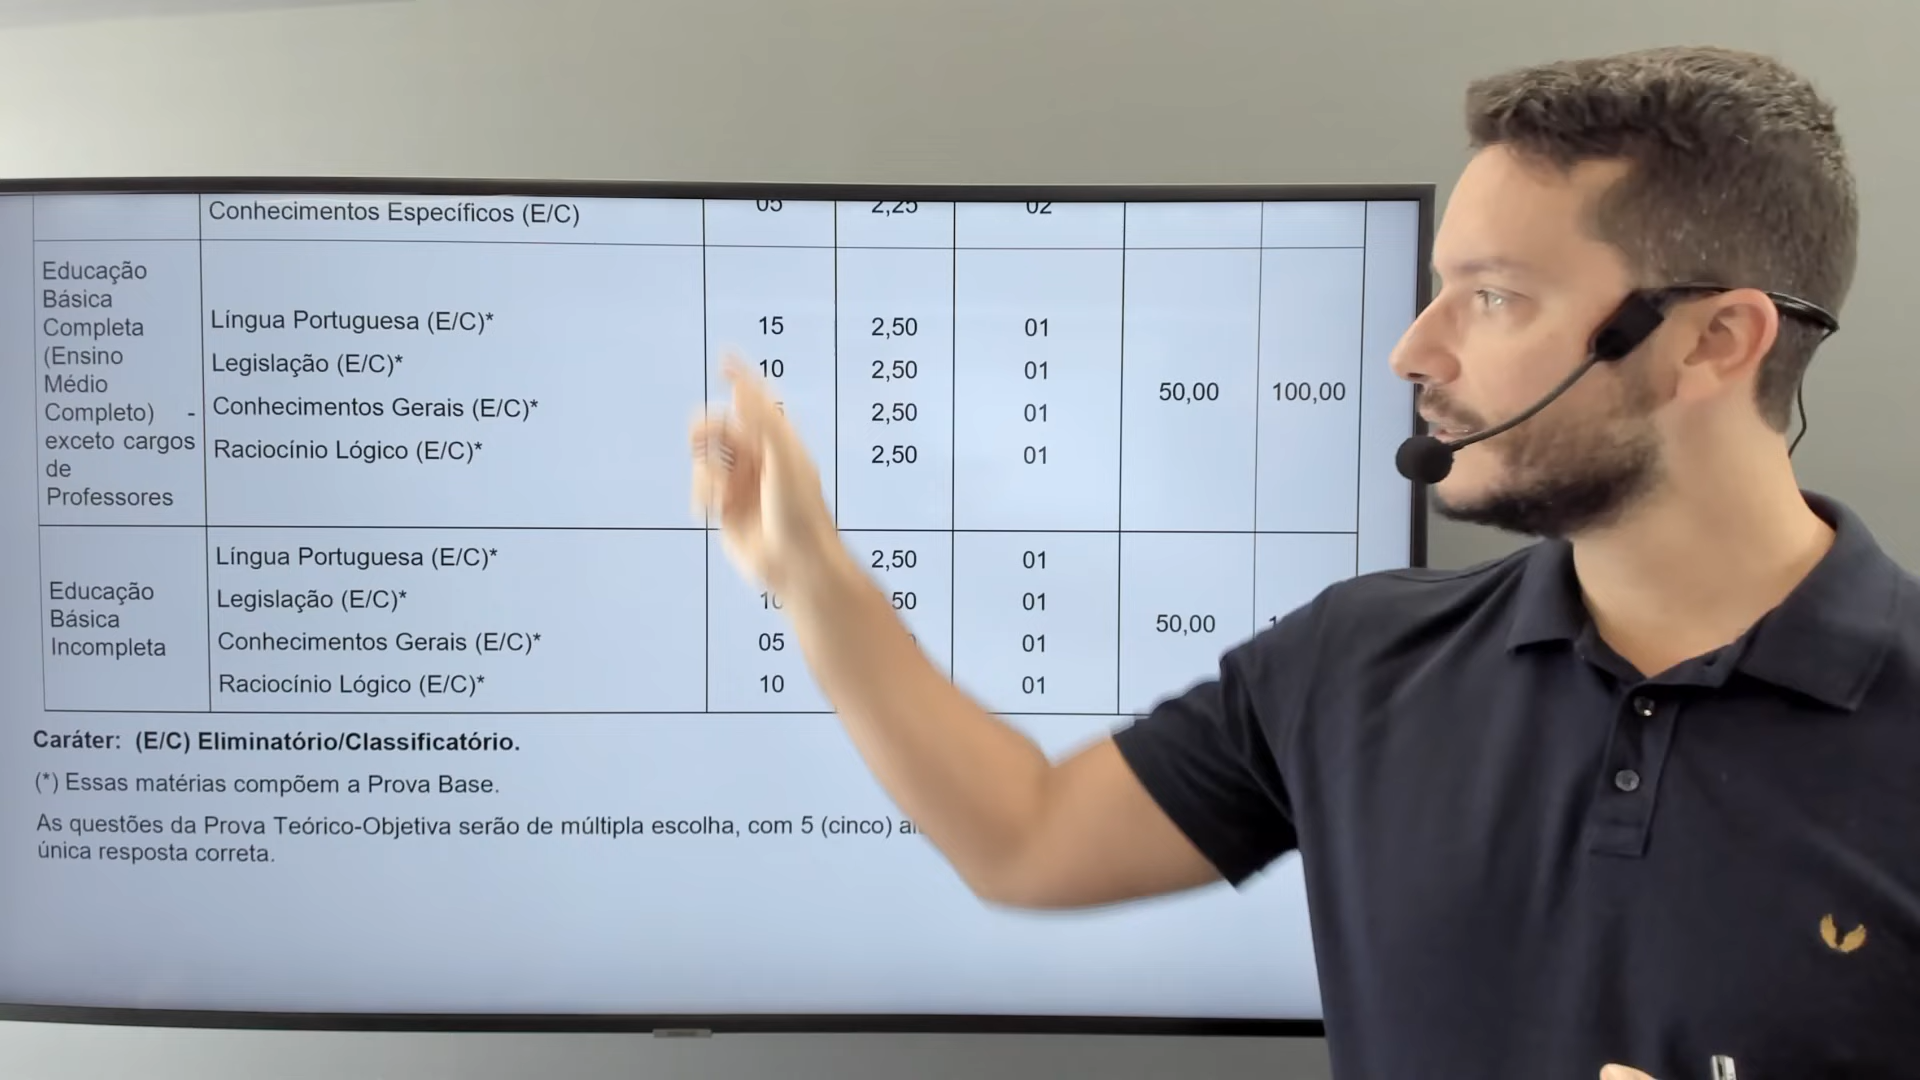 Conhecimentos Específicos (E/C) 05 2,25 02
Educação
Básica
Completa
(Ensino
Médio
Completo) -
exceto cargos
de
Professores
Língua Portuguesa (E/C)* 15 2,50 01
Legislação (E/C)* 10 2,50 01
Conhecimentos Gerais (E/C)* 2,50 01
Raciocínio Lógico (E/C)* 2,50 01
50,00 100,00
Educação
Básica
Incompleta
Língua Portuguesa (E/C)* 2,50 01
Legislação (E/C)* 10 50 01
Conhecimentos Gerais (E/C)* 05 01
Raciocínio Lógico (E/C)* 10 01
50,00
Caráter: (E/C) Eliminatório/Classificatório.
(*) Essas matérias compõem a Prova Base.
As questões da Prova Teórico-Objetiva serão de múltipla escolha, com 5 (cinco)
única resposta correta.